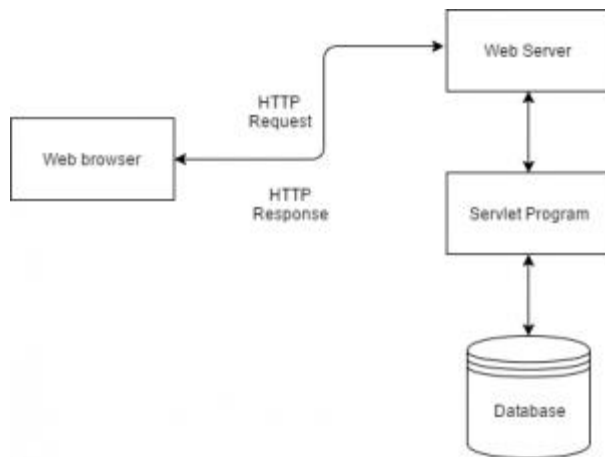 Web Server
HTTP
Request
Web browser
HTTP
Response
Servlet Program
Database